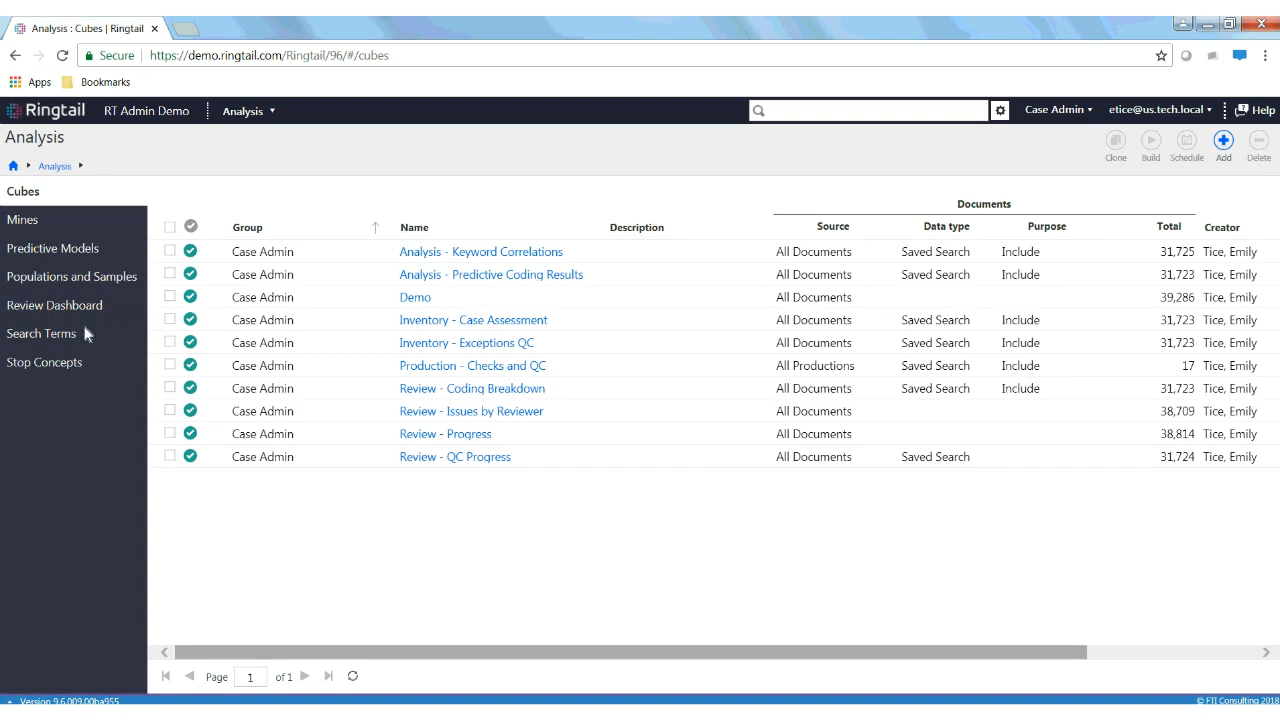 Analysis : Cubes | Ringtail
Secure https://demo.ringtail.com/Ringtail/96/#/cubes
Apps Bookmarks
Ringtail RT Admin Demo Analysis Case Admin etice@us.tech.local Help
Analysis
Analysis
Clone Build Schedule Add Delete
Cubes
Mines
Predictive Models
Populations and Samples
Review Dashboard
Search Terms
Stop Concepts
Documents
Group Name Description Source Data type Purpose Total Creator
Case Admin Analysis - Keyword Correlations All Documents Saved Search Include 31,725 Tice, Emily
Case Admin Analysis - Predictive Coding Results All Documents Saved Search Include 31,723 Tice, Emily
Case Admin Demo All Documents 39,286 Tice, Emily
Case Admin Inventory - Case Assessment All Documents Saved Search Include 31,723 Tice, Emily
Case Admin Inventory - Exceptions QC All Documents Saved Search Include 31,723 Tice, Emily
Case Admin Production - Checks and QC All Productions 17 Tice, Emily
Case Admin Review - Coding Breakdown All Documents Saved Search Include 31,723 Tice, Emily
Case Admin Review - Issues by Reviewer All Documents 38,709 Tice, Emily
Case Admin Review - Progress All Documents 38,814 Tice, Emily
Case Admin Review - QC Progress All Documents Saved Search 31,724 Tice, Emily
Page 1 of 1
Version 9.6.009.00ba955 © FTI Consulting 2018